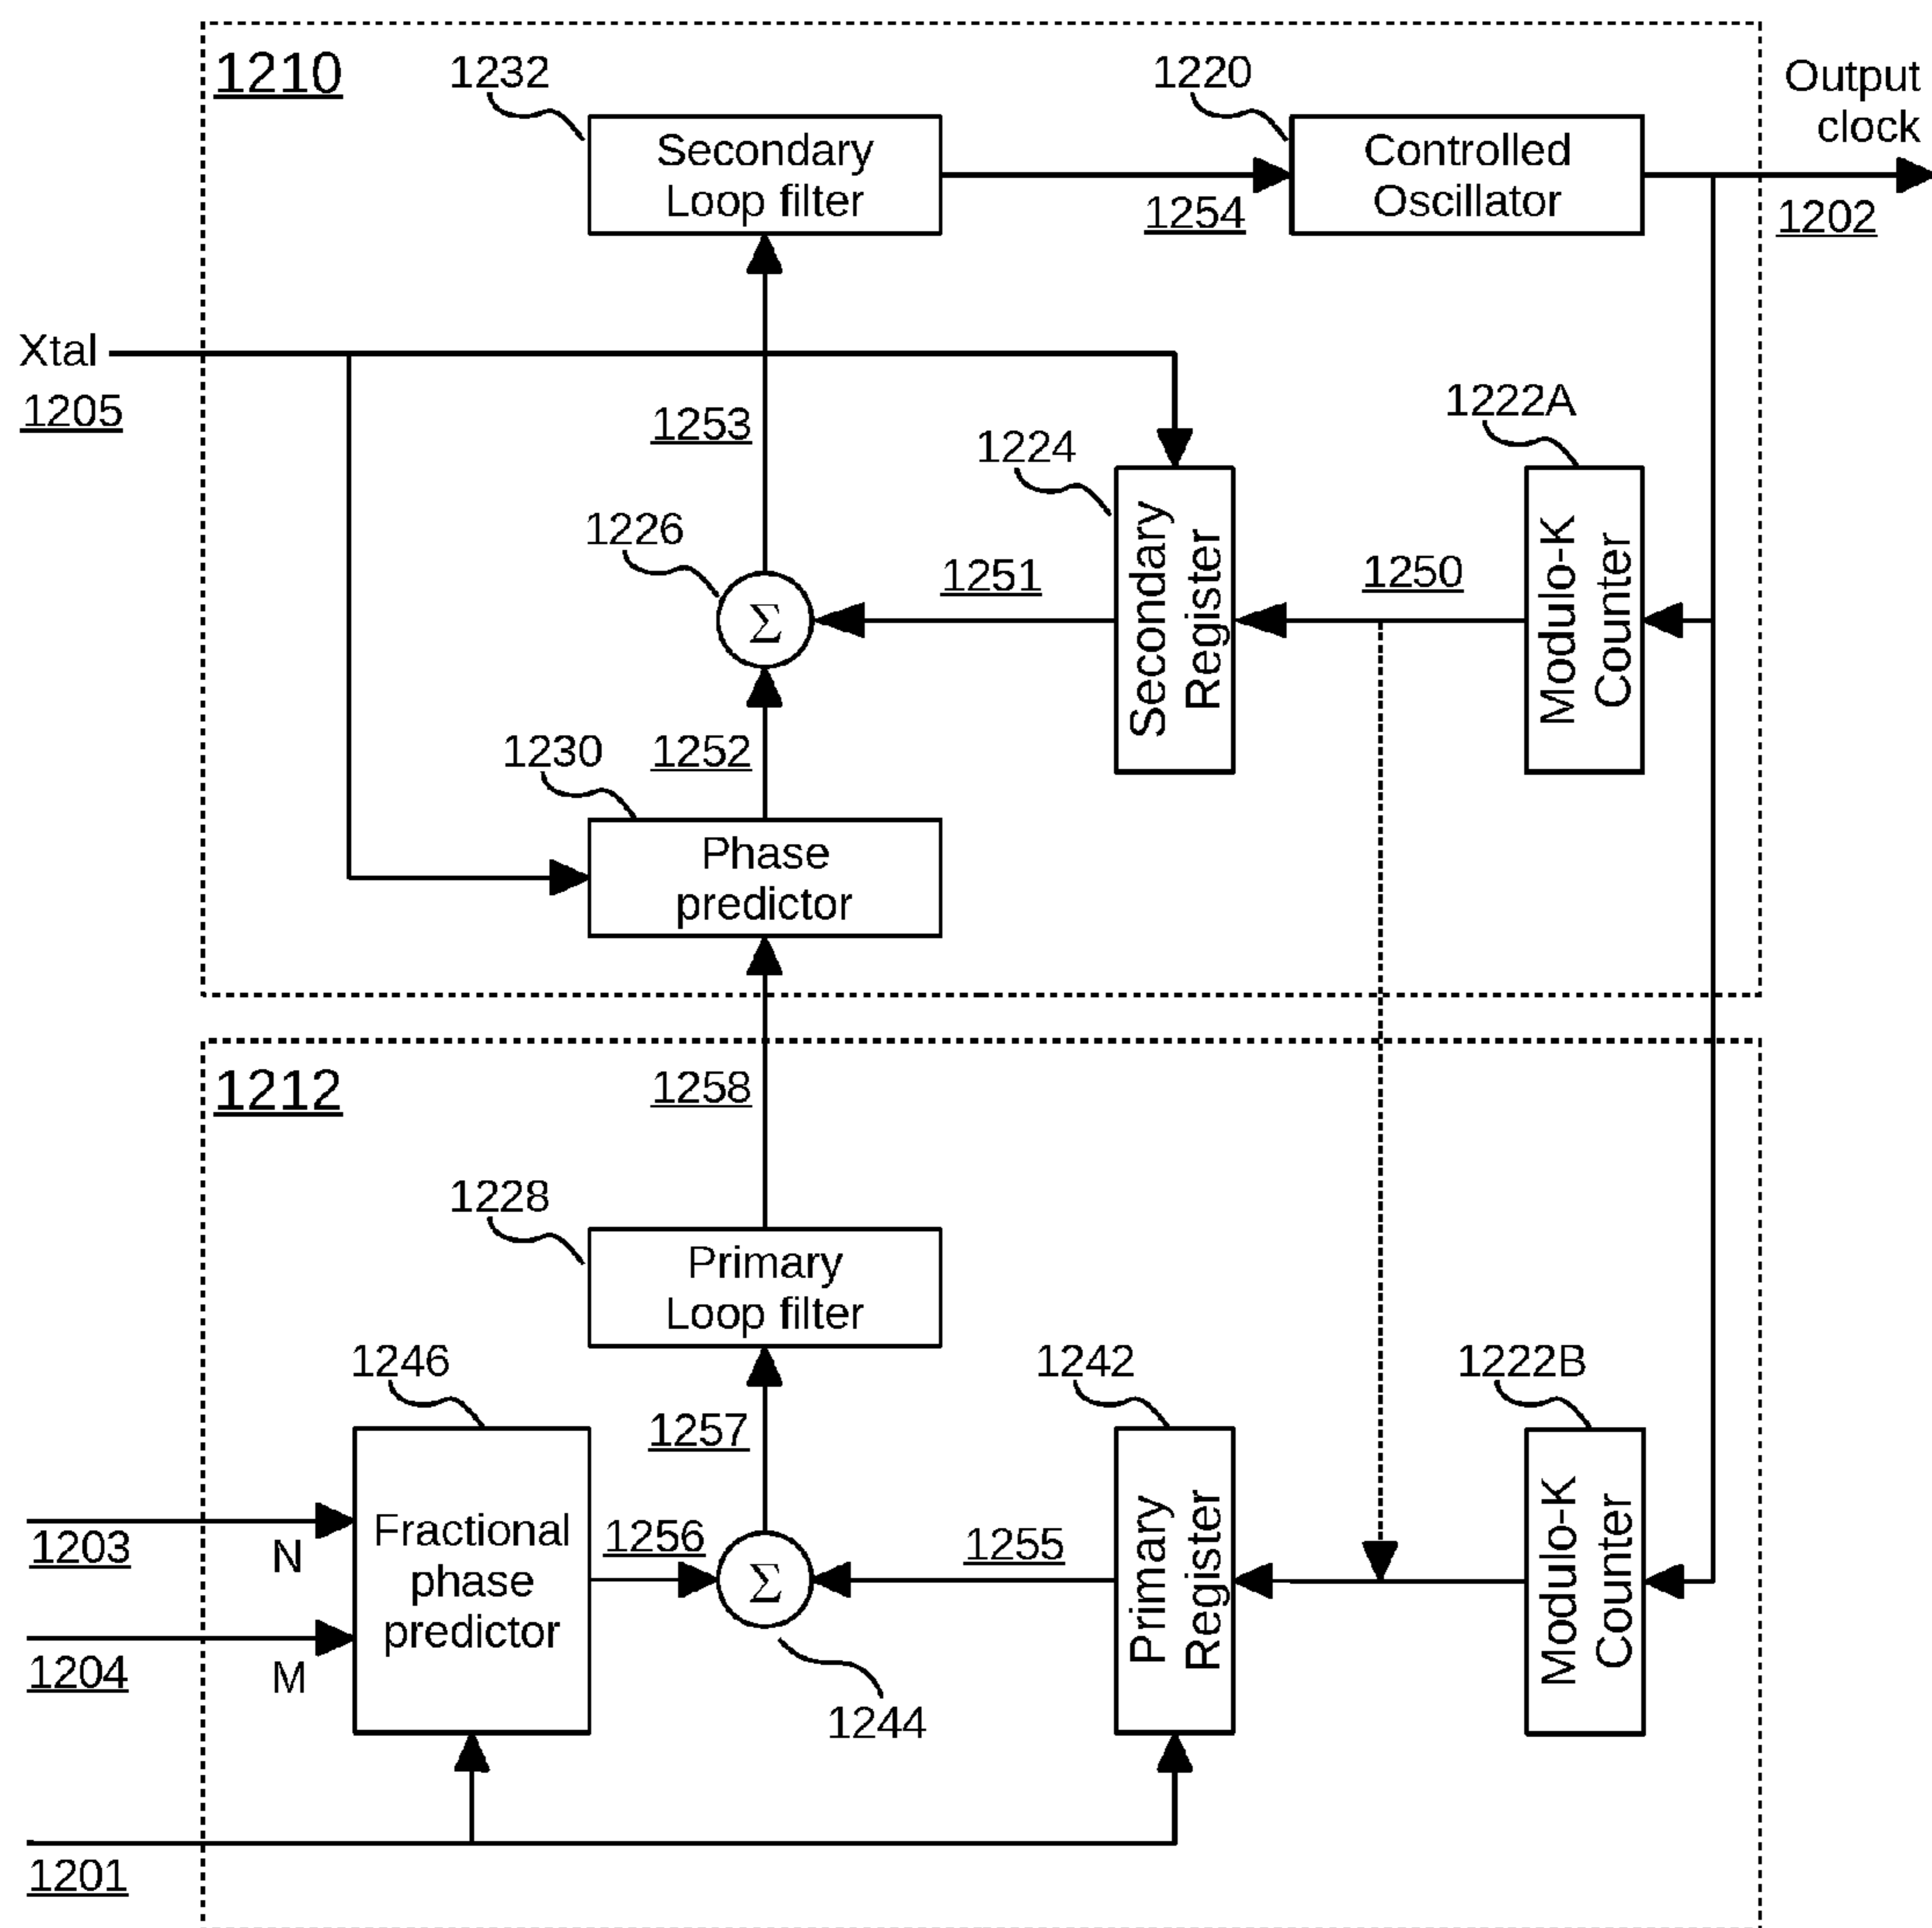 1210
1232
1220
Output
clock
Secondary
Loop filter
Controlled
Oscillator
1254
1202
Xtal
1205
1253
1222A
1224
1226
1251
1250
Σ
Secondary
Register
Modulo-K
Counter
1230
1252
Phase
predictor
1212
1258
1228
Primary
Loop filter
1246
1242
1222B
1257
1203
N
Fractional
phase
predictor
1256
Σ
1255
Primary
Register
Modulo-K
Counter
1204
M
1244
1201